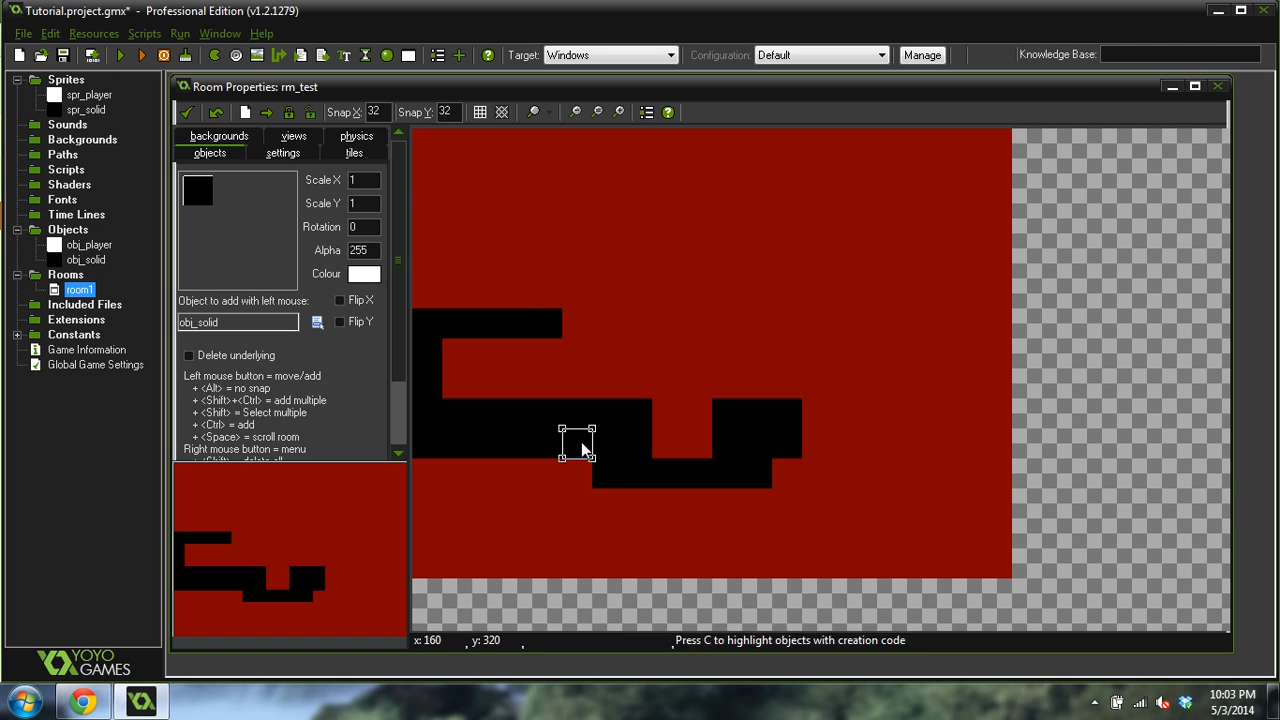 Tutorial.project.gmx* - Professional Edition (v1.2.1279)
File Edit Resources Scripts Run Window Help
Target: Windows Configuration: Default Manage Knowledge Base:
Sprites
spr_player
spr_solid
Sounds
Backgrounds
Paths
Scripts
Shaders
Fonts
Time Lines
Objects
obj_player
obj_solid
Rooms
room1
Included Files
Extensions
Constants
Game Information
Global Game Settings
YOYO
GAMES
Room Properties: rm_test
Snap X: 32 Snap Y: 32
backgrounds views physics
objects settings tiles
Scale X 1
Scale Y 1
Rotation 0
Alpha 255
Colour
Object to add with left mouse:
Flip X
obj_solid
Flip Y
Delete underlying
Left mouse button = move/add
+ <Alt> = no snap
+ <Shift>+<Ctrl> = add multiple
+ <Shift> = Select multiple
+ <Ctrl> = add
+ <Space> = scroll room
Right mouse button = menu
x: 160 y: 320 Press C to highlight objects with creation code
10:03 PM
5/3/2014